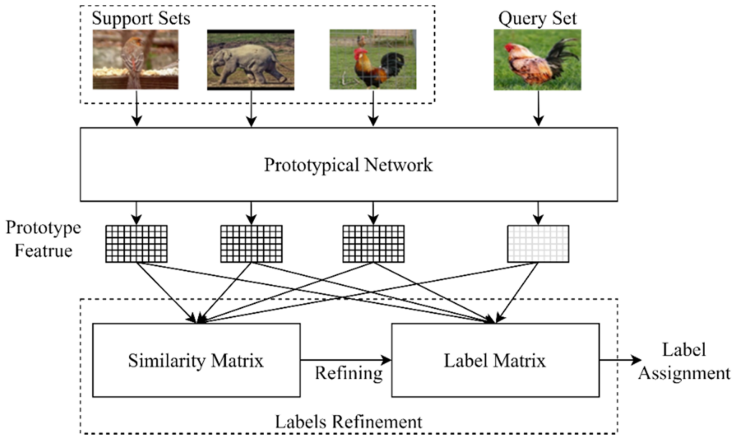 Support Sets
Query Set
Prototypical Network
Prototype
Featrue
Similarity Matrix
Refining
Label Matrix
Label
Assignment
Labels Refinement